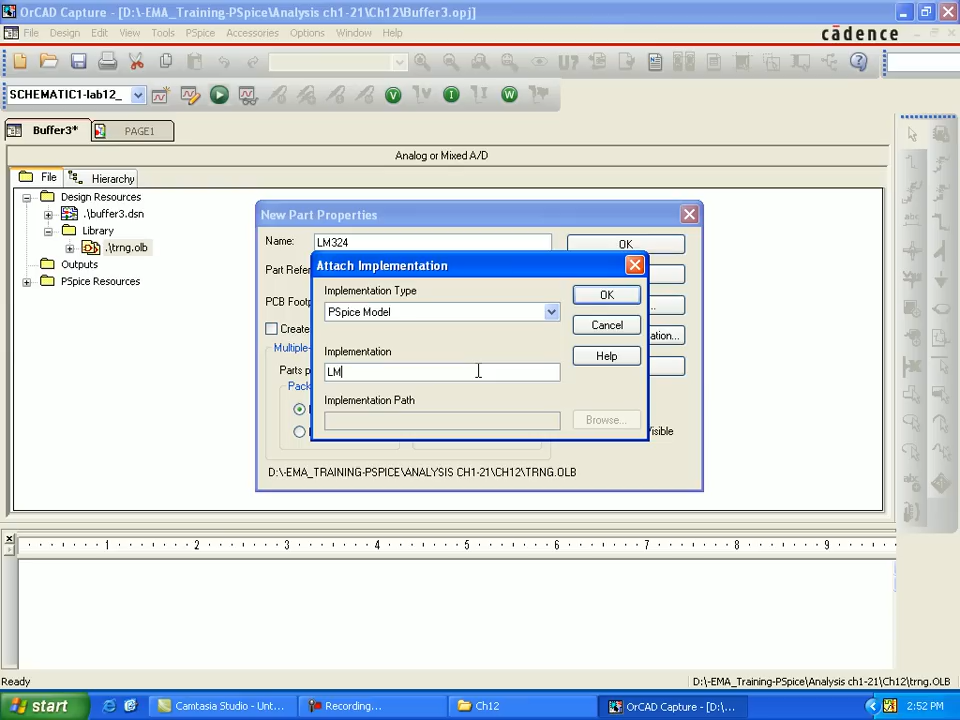 OrCAD Capture - [D:\-EMA_Training-PSpice\Analysis ch1-21\Ch12\Buffer3.opj]
File Design Edit View Tools PSpice Accessories Options Window Help
cādence
U?
SCHEMATIC1-lab12_
V V I I W
Buffer3* PAGE1
Analog or Mixed A/D
File Hierarchy
Design Resources
.\buffer3.dsn
Library
.\trng.olb
Outputs
PSpice Resources
New Part Properties
Name: LM324 OK
Part Refer
PCB Footp
Create
ation...
Multiple-
Parts p
Pack
Visible
D:\-EMA_TRAINING-PSPICE\ANALYSIS CH1-21\CH12\TRNG.OLB
Attach Implementation
Implementation Type
PSpice Model
OK
Cancel
Help
Implementation
LM
Implementation Path
Browse...
1 2 3 4 5 6 7 8 9
Ready D:\-EMA_Training-PSpice\Analysis ch1-21\Ch12\trng.OLB
start Camtasia Studio - Unt... Recording... Ch12 OrCAD Capture - [D:\-... 2:52 PM